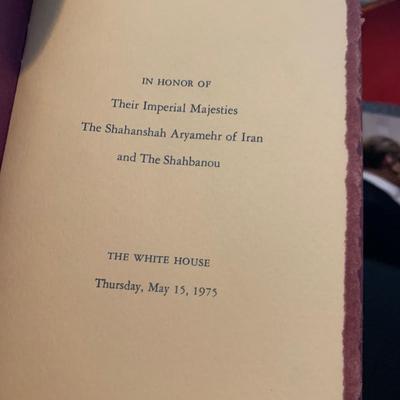 IN HONOR OF
Their Imperial Majesties
The Shahanshah Aryamehr of Iran
and The Shahbanou
THE WHITE HOUSE
Thursday, May 15, 1975